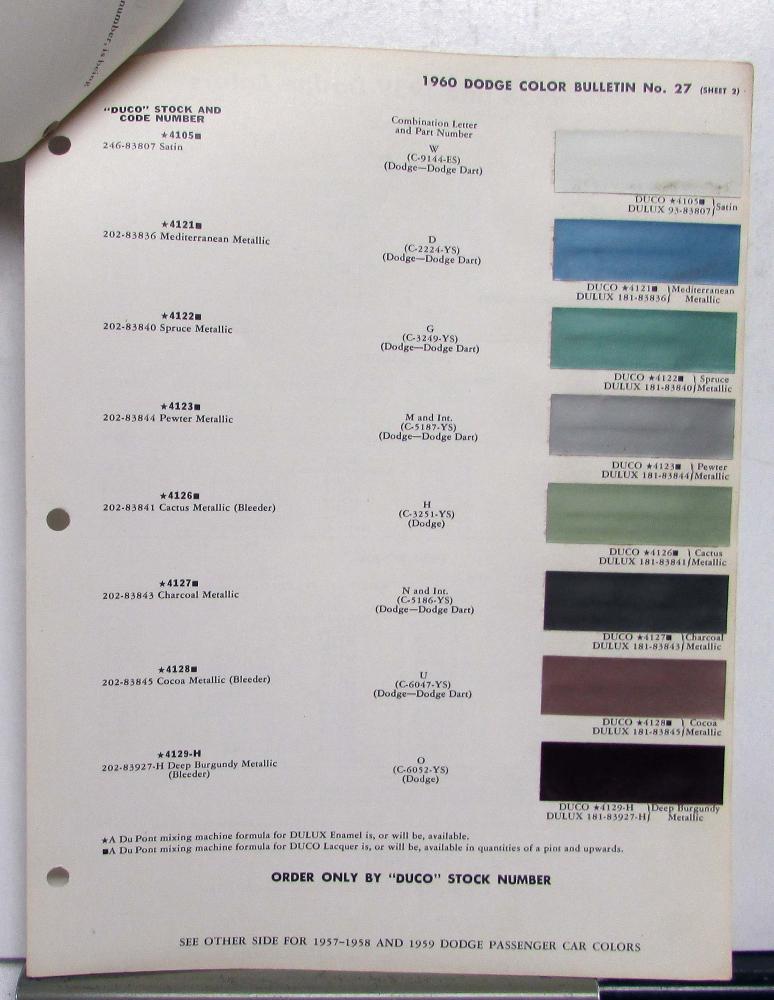 number, is being
1960 DODGE COLOR BULLETIN No. 27 (SHEET 2)
"DUCO" STOCK AND
CODE NUMBER
Combination Letter
and Part Number
★4105■
246-83807 Satin
W
(C-9144-ES)
(Dodge—Dodge Dart)
DUCO ★4105■
DULUX 93-83807
Satin
★4121■
202-83836 Mediterranean Metallic
D
(C-2224-YS)
(Dodge—Dodge Dart)
DUCO ★4121■ Mediterranean
DULUX 181-83836 Metallic
★4122■
202-83840 Spruce Metallic
G
(C-3249-YS)
(Dodge—Dodge Dart)
DUCO ★4122■ Spruce
DULUX 181-83840 Metallic
★4123■
202-83844 Pewter Metallic
M and Int.
(C-5187-YS)
(Dodge—Dodge Dart)
DUCO ★4123■ Pewter
DULUX 181-83844 Metallic
★4126■
202-83841 Cactus Metallic (Bleeder)
H
(C-3251-YS)
(Dodge)
DUCO ★4126■ Cactus
DULUX 181-83841 Metallic
★4127■
202-83843 Charcoal Metallic
N and Int.
(C-5186-YS)
(Dodge—Dodge Dart)
DUCO ★4127■ Charcoal
DULUX 181-83843 Metallic
★4128■
202-83845 Cocoa Metallic (Bleeder)
U
(C-6047-YS)
(Dodge—Dodge Dart)
DUCO ★4128■ Cocoa
DULUX 181-83845 Metallic
★4129-H
202-83927-H Deep Burgundy Metallic
(Bleeder)
O
(C-6052-YS)
(Dodge)
DUCO ★4129-H Deep Burgundy
DULUX 181-83927-H Metallic
★A Du Pont mixing machine formula for DULUX Enamel is, or will be, available.
■A Du Pont mixing machine formula for DUCO Lacquer is, or will be, available in quantities of a pint and upwards.
ORDER ONLY BY "DUCO" STOCK NUMBER
SEE OTHER SIDE FOR 1957-1958 AND 1959 DODGE PASSENGER CAR COLORS